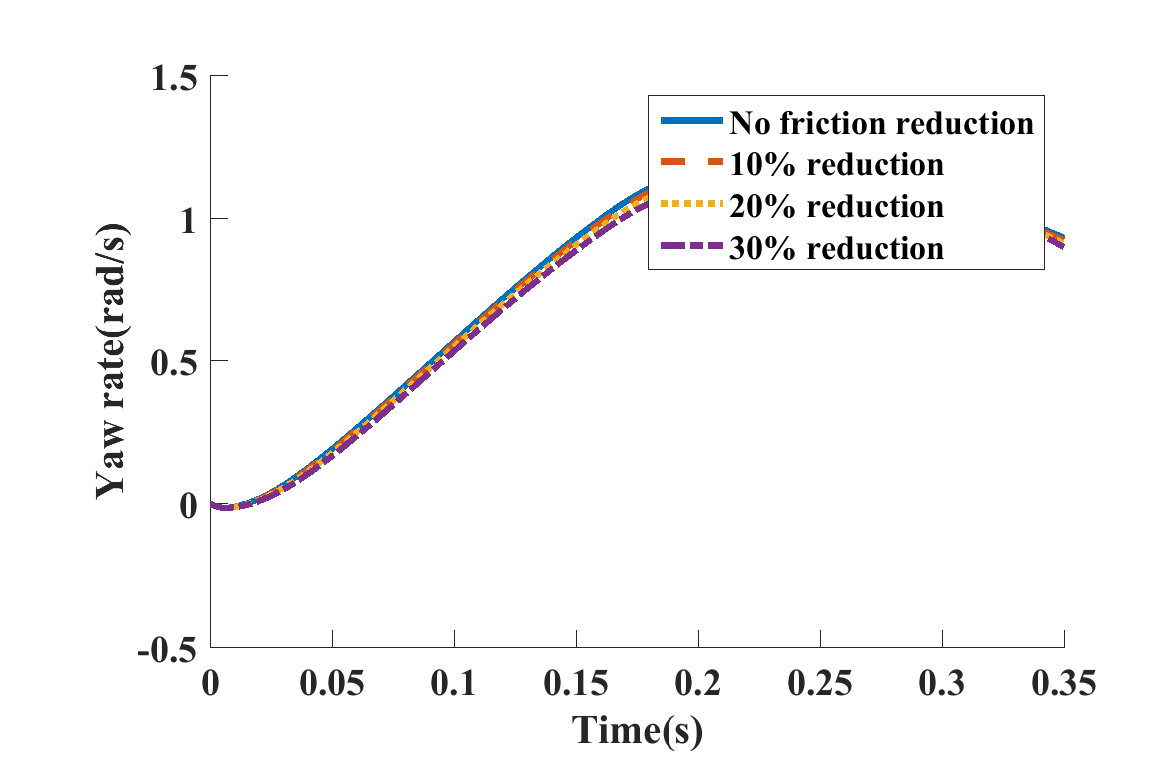 1.5
1
0.5
0
-0.5
Yaw rate(rad/s)
No friction reduction
10% reduction
20% reduction
30% reduction
0 0.05 0.1 0.15 0.2 0.25 0.3 0.35
Time(s)